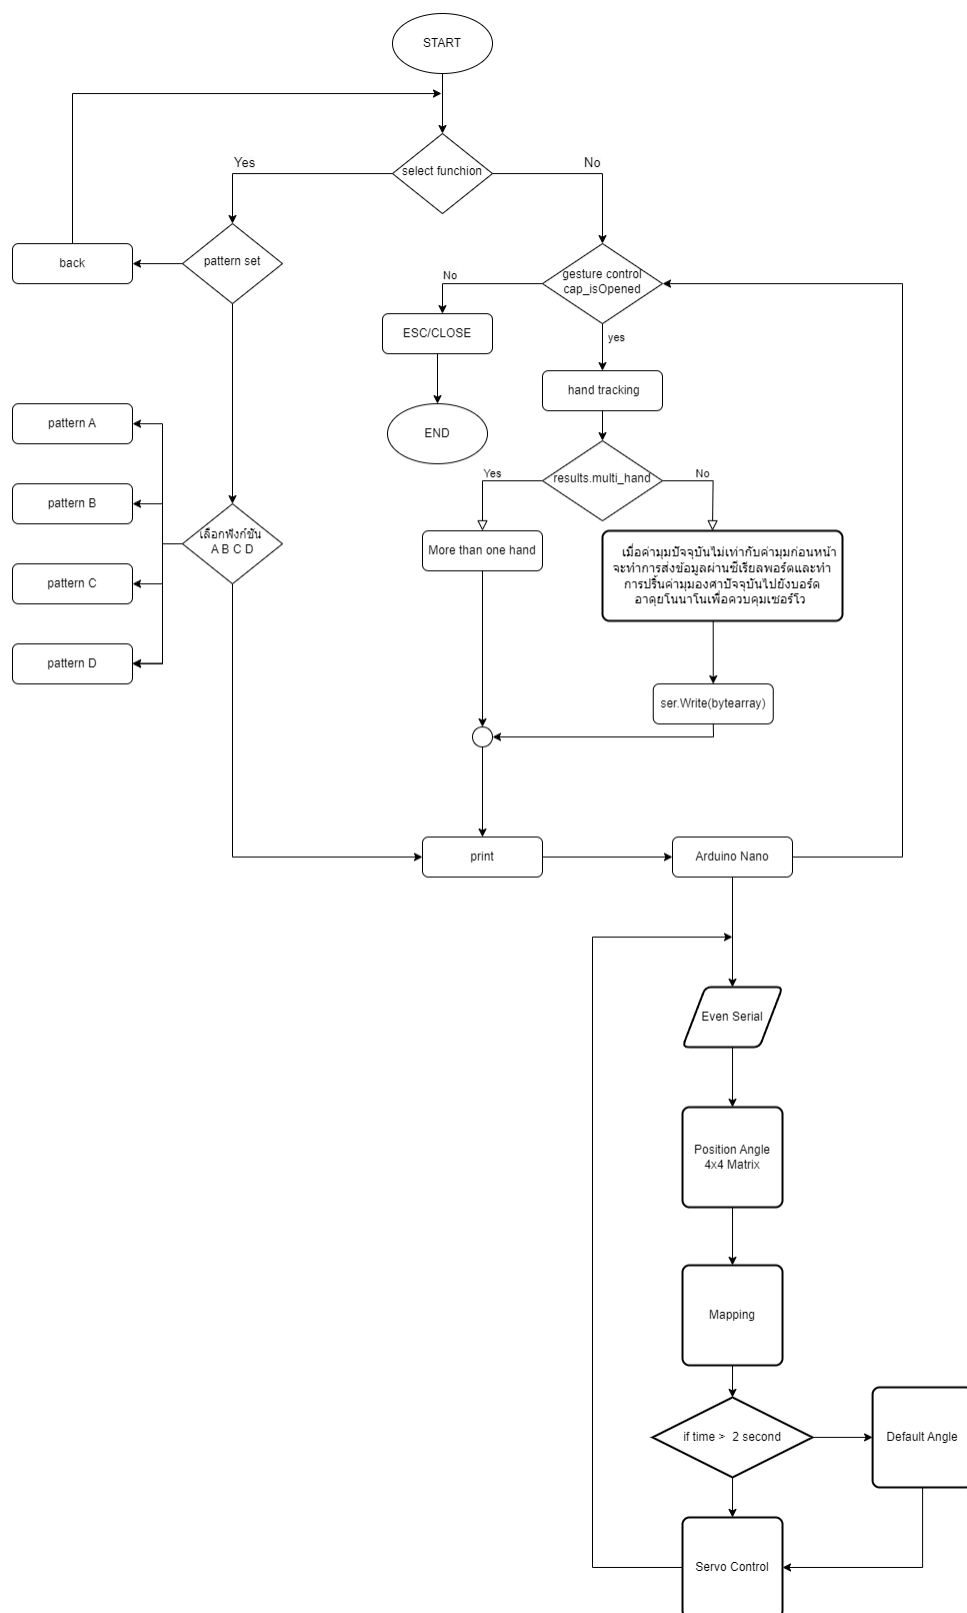 START
Yes
select funchion
No
pattern set
back
gesture control
cap_isOpened
No
ESC/CLOSE
yes
hand tracking
END
pattern A
Yes
results.multi_hand
No
pattern B
เลือกฟังก์ชั่น
A B C D
More than one hand
เมื่อค่ามุมปัจจุบันไม่เท่ากับค่ามุมก่อนหน้า
จะทำการส่งข้อมูลผ่านซีเรียลพอร์ตและทำ
การปริ้นค่ามุมองศาปัจจุบันไปยังบอร์ด
อาดุยโนนาโนเพื่อควบคุมเซอร์โว
pattern C
pattern D
ser.Write(bytearray)
print
Arduino Nano
Even Serial
Position Angle
4x4 Matrix
Mapping
if time > 2 second
Default Angle
Servo Control